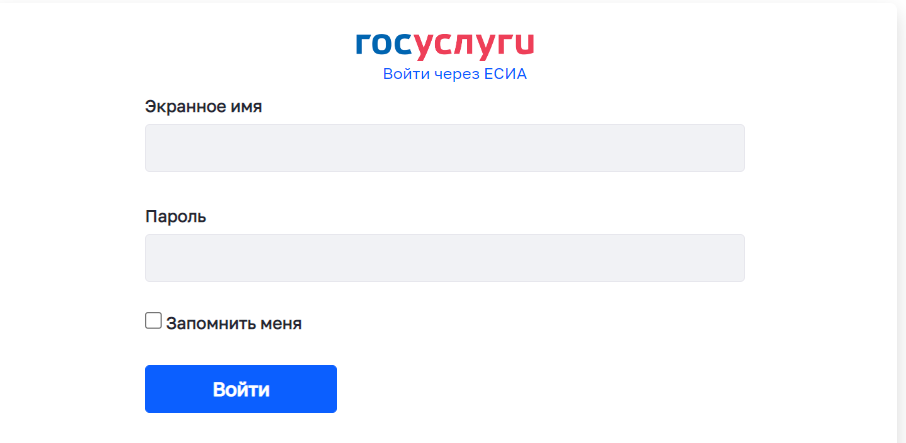 госуслуги
Войти через ЕСИА
Экранное имя
Пароль
Запомнить меня
Войти